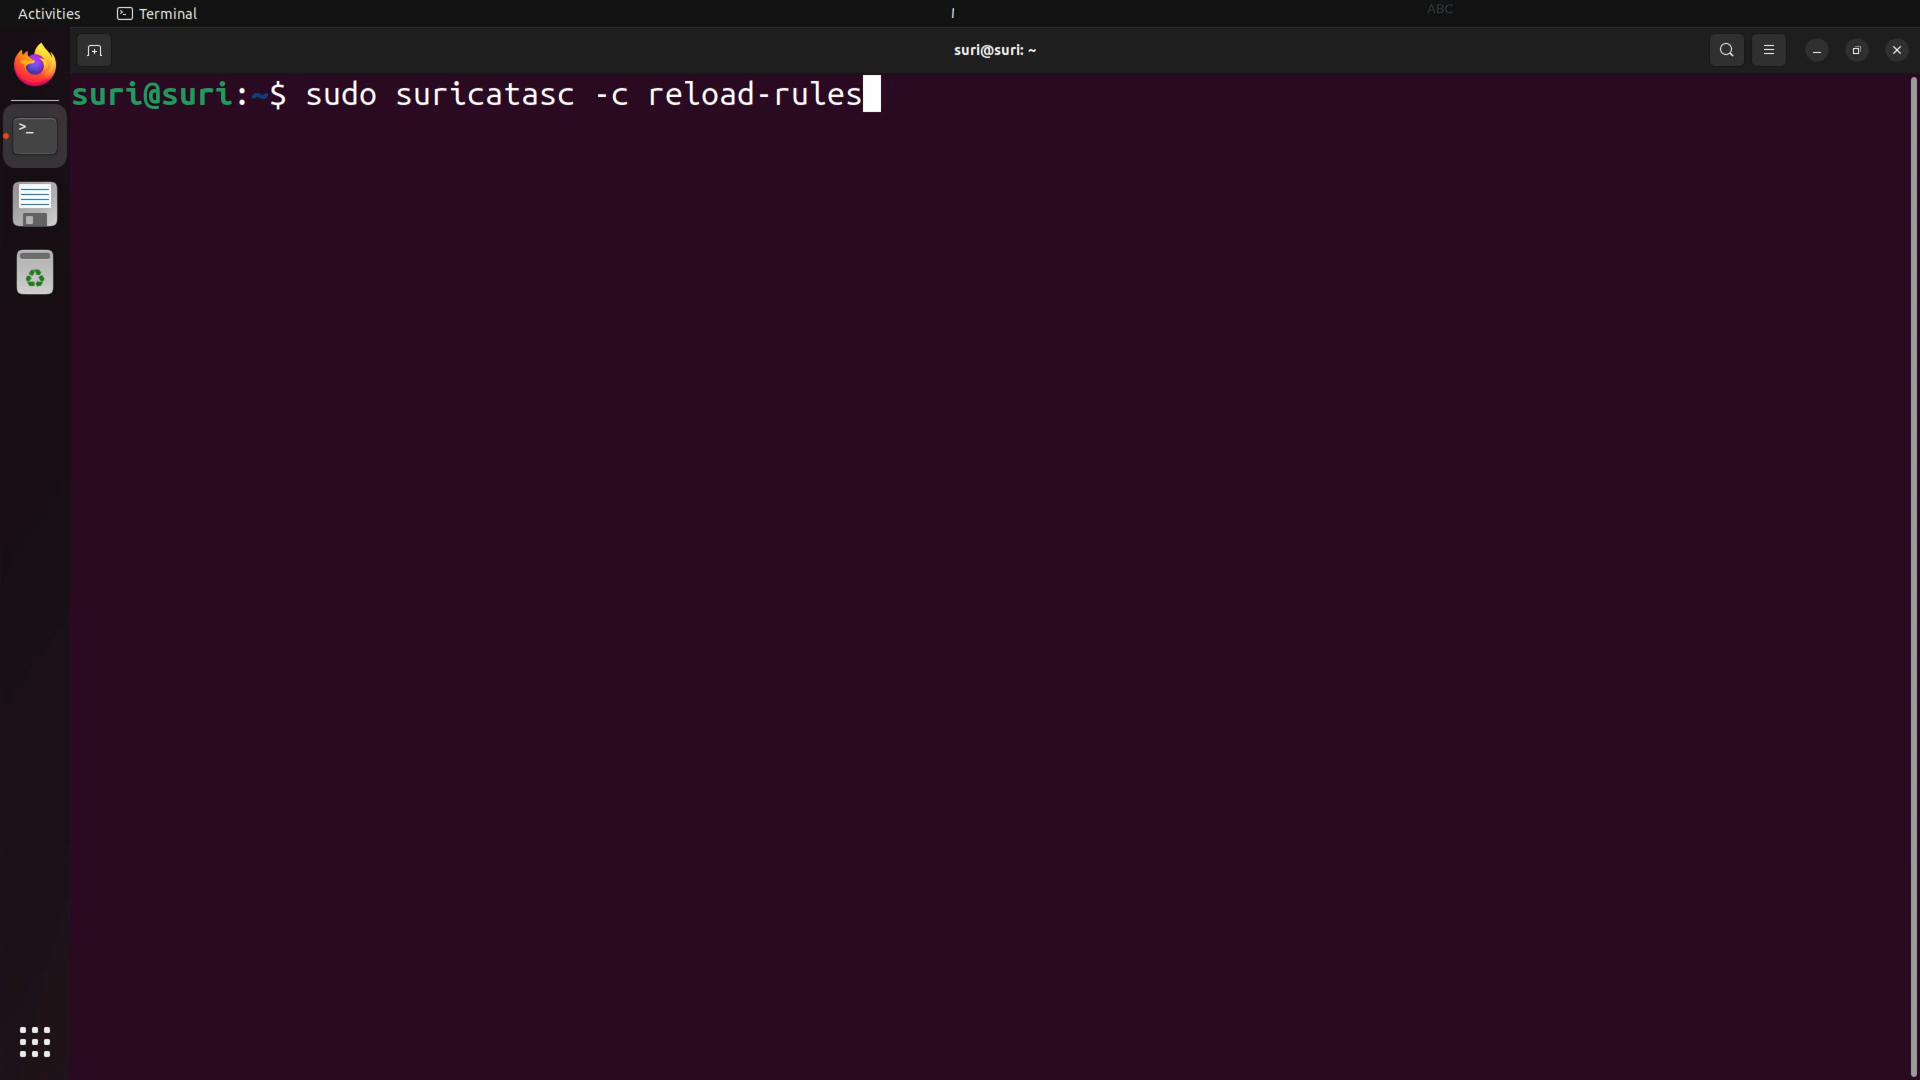 Activities
Terminal
ABC
suri@suri: ~
suri@suri:~$ sudo suricatasc -c reload-rules
>_